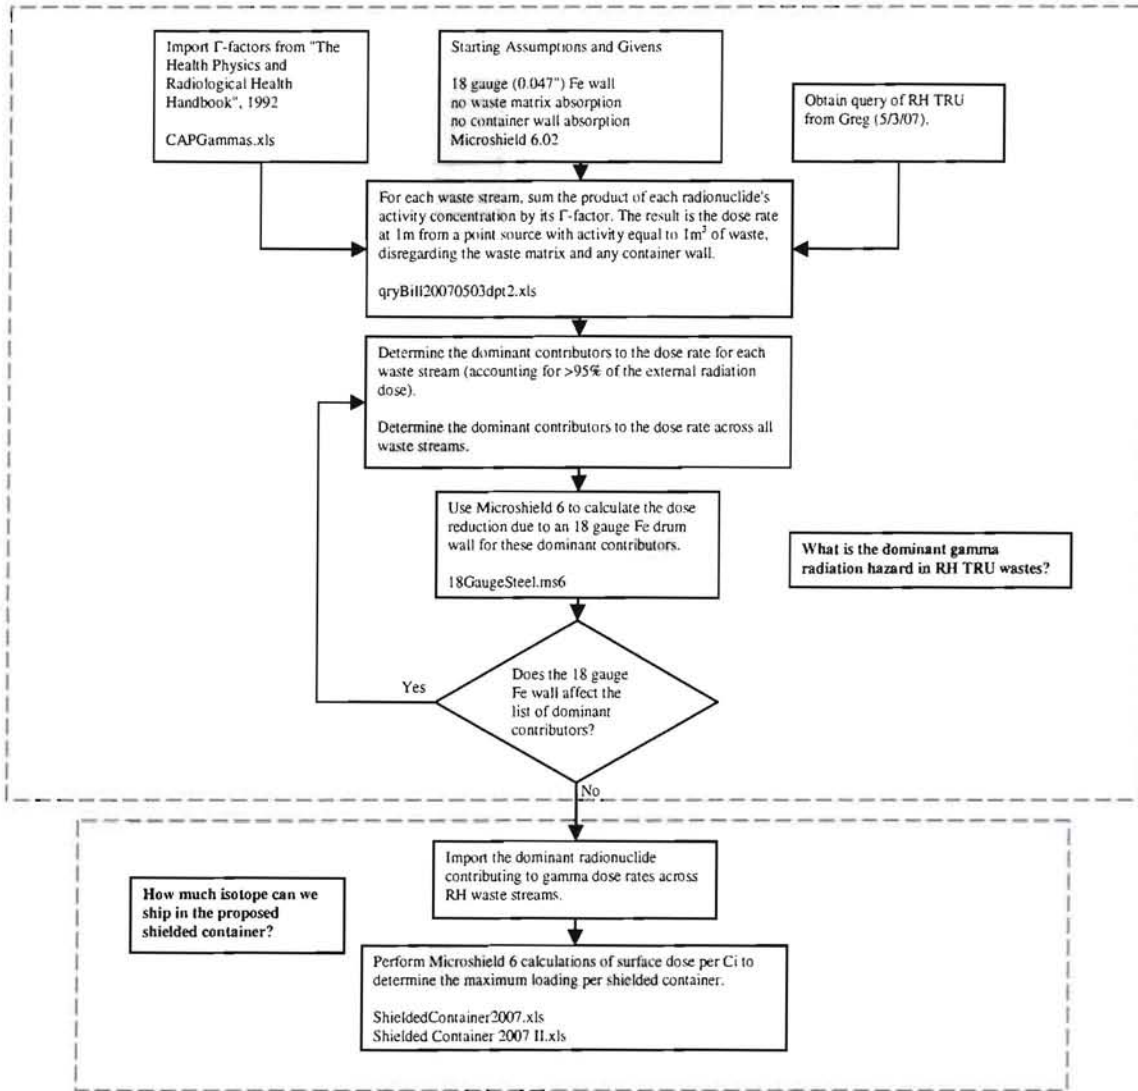 Import Γ-factors from "The
Health Physics and
Radiological Health
Handbook", 1992
CAPGammas.xls
Starting Assumptions and Givens
18 gauge (0.047") Fe wall
no waste matrix absorption
no container wall absorption
Microshield 6.02
Obtain query of RH TRU
from Greg (5/3/07).
For each waste stream, sum the product of each radionuclide's
activity concentration by its Γ-factor. The result is the dose rate
at 1m from a point source with activity equal to 1m³ of waste,
disregarding the waste matrix and any container wall.
qryBill20070503dpt2.xls
Determine the dominant contributors to the dose rate for each
waste stream (accounting for >95% of the external radiation
dose).
Determine the dominant contributors to the dose rate across all
waste streams.
Use Microshield 6 to calculate the dose
reduction due to an 18 gauge Fe drum
wall for these dominant contributors.
18GaugeSteel.ms6
What is the dominant gamma
radiation hazard in RH TRU wastes?
Does the 18 gauge
Fe wall affect the
list of dominant
contributors?
Yes
No
Import the dominant radionuclide
contributing to gamma dose rates across
RH waste streams.
How much isotope can we
ship in the proposed
shielded container?
Perform Microshield 6 calculations of surface dose per Ci to
determine the maximum loading per shielded container.
ShieldedContainer2007.xls
Shielded Container 2007 II.xls